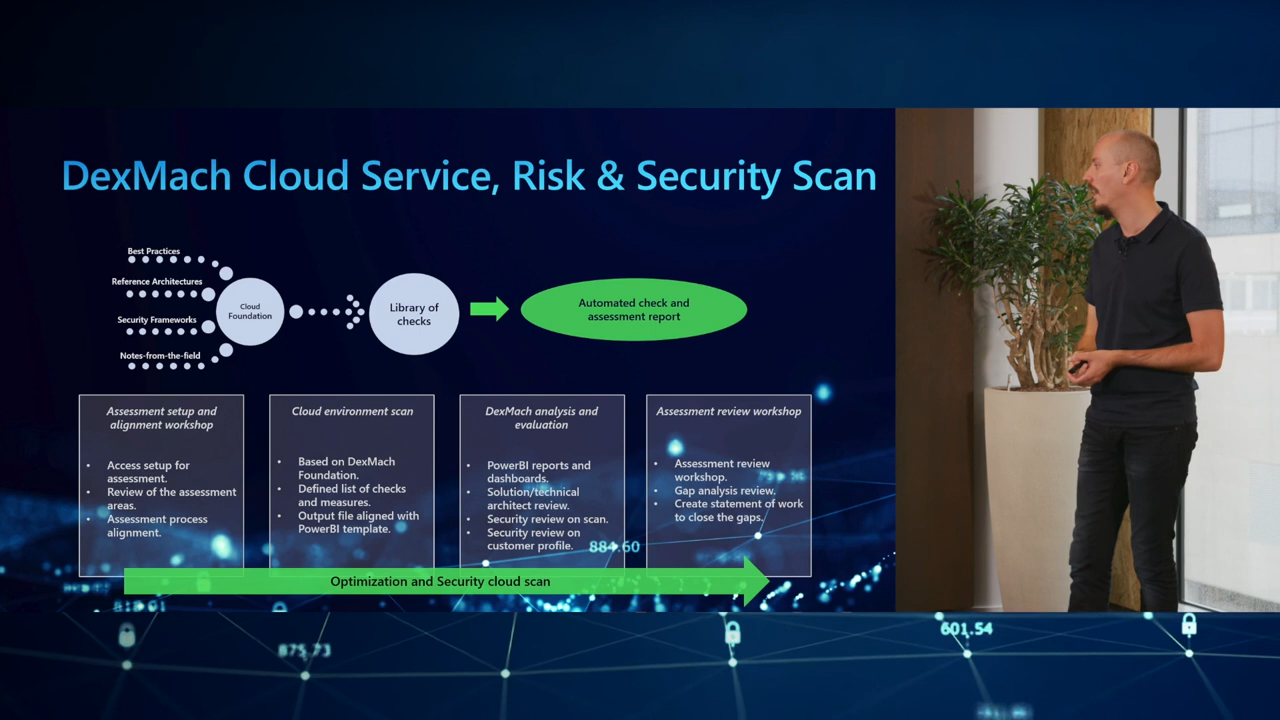 DexMach Cloud Service, Risk & Security Scan
Best Practices
Reference Architectures
Security Frameworks
Notes-from-the-field
Cloud
Foundation
Library of
checks
Automated check and
assessment report
Assessment setup and
alignment workshop
• Access setup for
assessment.
• Review of the assessment
areas.
• Assessment process
alignment.
Cloud environment scan
• Based on DexMach
Foundation.
• Defined list of checks
and measures.
• Output file aligned with
PowerBI template.
DexMach analysis and
evaluation
• PowerBI reports and
dashboards.
• Solution/technical
architect review.
• Security review on scan.
• Security review on
customer profile.
Assessment review workshop
• Assessment review
workshop.
• Gap analysis review.
• Create statement of work
to close the gaps.
884.60
Optimization and Security cloud scan
601.54
875.73